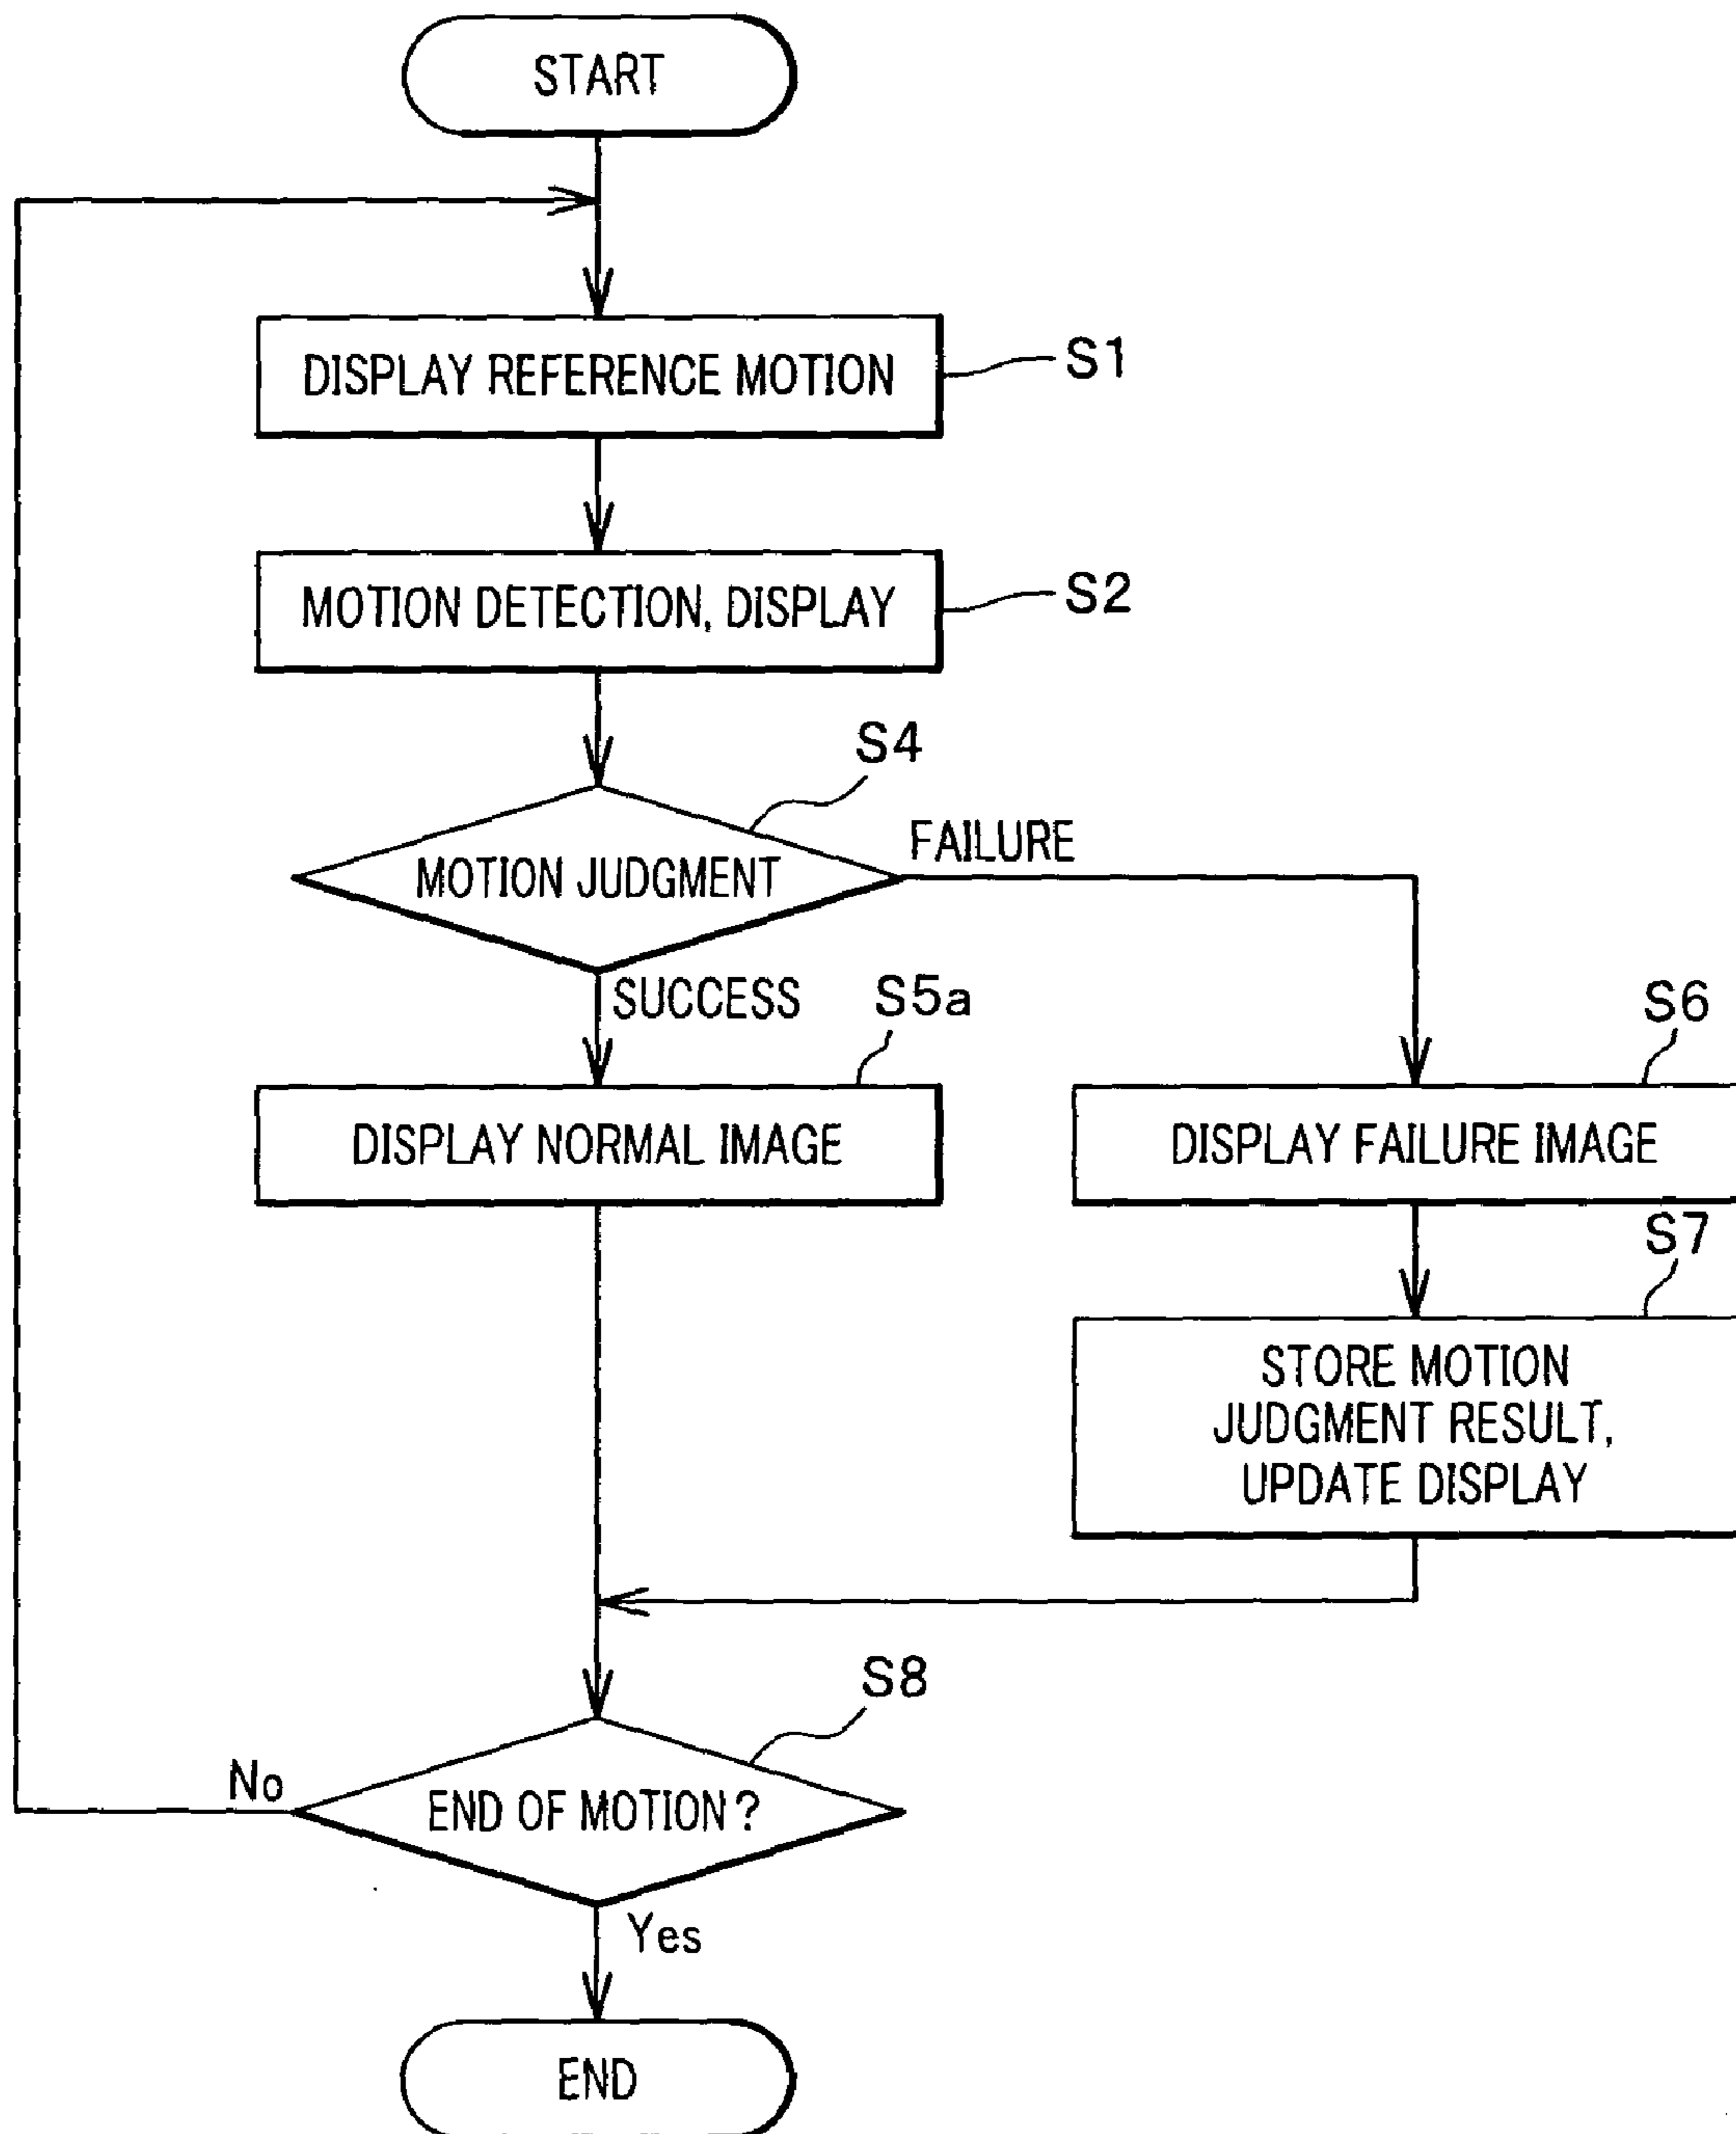 START
DISPLAY REFERENCE MOTION
S1
MOTION DETECTION, DISPLAY
S2
S4
MOTION JUDGMENT
FAILURE
SUCCESS
S5a
S6
DISPLAY NORMAL IMAGE
DISPLAY FAILURE IMAGE
S7
STORE MOTION
JUDGMENT RESULT,
UPDATE DISPLAY
S8
No
END OF MOTION?
Yes
END